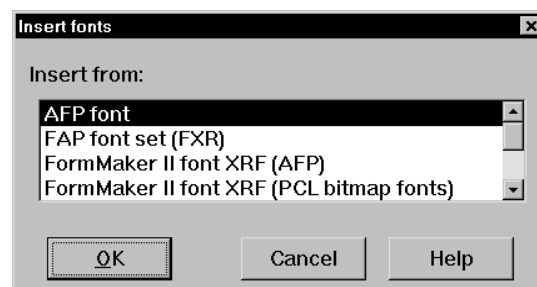 Insert fonts
Insert from:
AFP font
FAP font set (FXR)
FormMaker II font XRF (AFP)
FormMaker II font XRF (PCL bitmap fonts)
OK Cancel Help